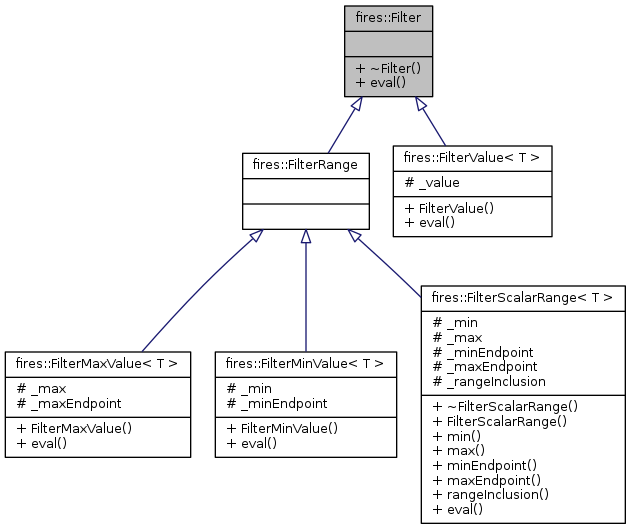 fires::Filter
+ ~Filter()
+ eval()
fires::FilterRange
fires::FilterValue< T >
# _value
+ FilterValue()
+ eval()
fires::FilterMaxValue< T >
# _max
# _maxEndpoint
+ FilterMaxValue()
+ eval()
fires::FilterMinValue< T >
# _min
# _minEndpoint
+ FilterMinValue()
+ eval()
fires::FilterScalarRange< T >
# _min
# _max
# _minEndpoint
# _maxEndpoint
# _rangeInclusion
+ ~FilterScalarRange()
+ FilterScalarRange()
+ min()
+ max()
+ minEndpoint()
+ maxEndpoint()
+ rangeInclusion()
+ eval()